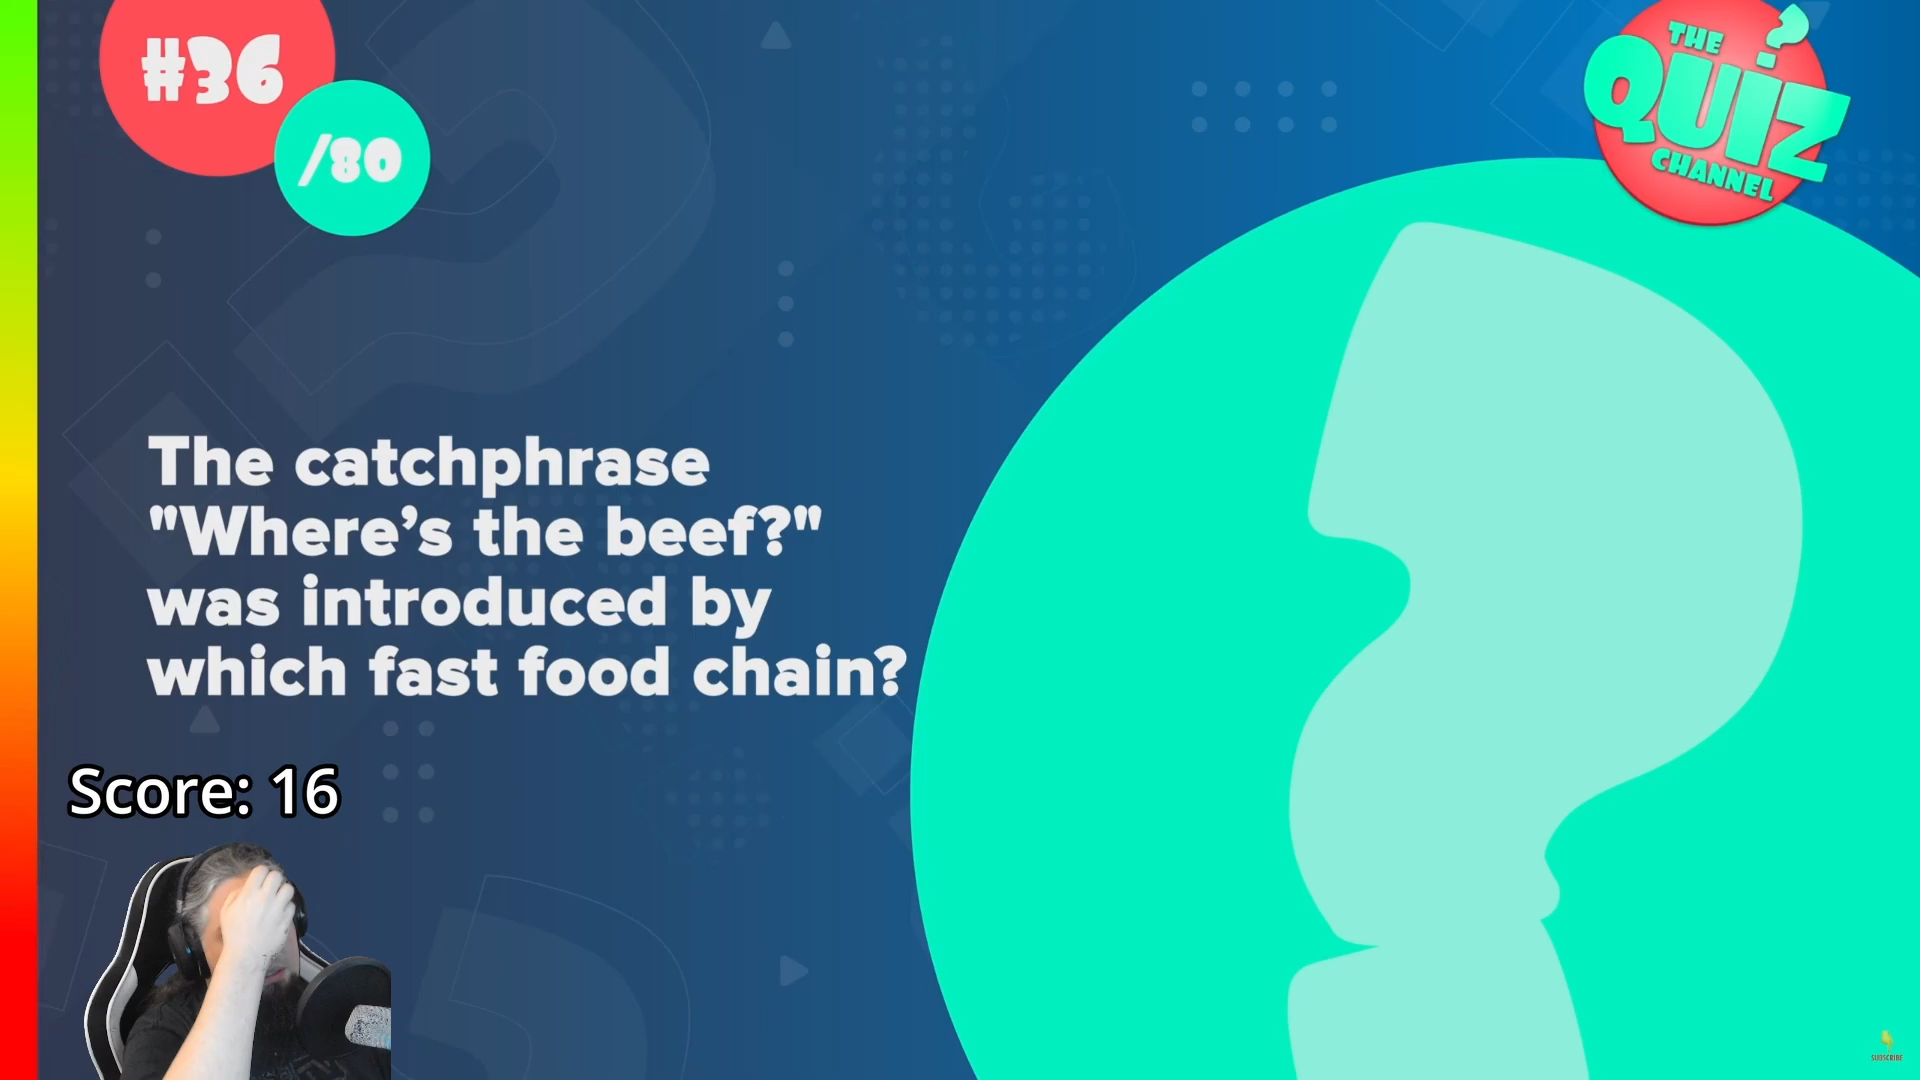 #36
/80
THE
QUIZ
CHANNEL
The catchphrase
"Where’s the beef?"
was introduced by
which fast food chain?
Score: 16
SUBSCRIBE